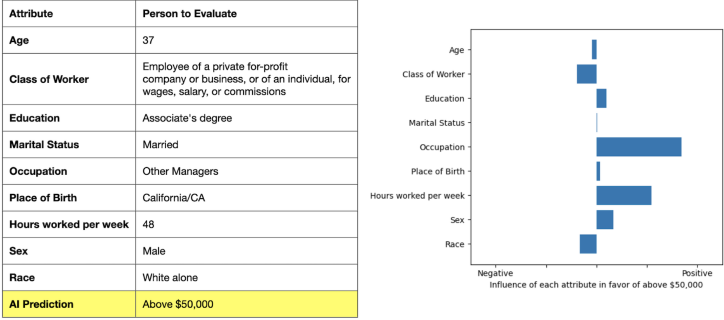 Attribute Person to Evaluate
Age 37
Class of Worker Employee of a private for-profit
company or business, or of an individual, for
wages, salary, or commissions
Education Associate's degree
Marital Status Married
Occupation Other Managers
Place of Birth California/CA
Hours worked per week 48
Sex Male
Race White alone
AI Prediction Above $50,000
Age
Class of Worker
Education
Marital Status
Occupation
Place of Birth
Hours worked per week
Sex
Race
Negative Positive
Influence of each attribute in favor of above $50,000